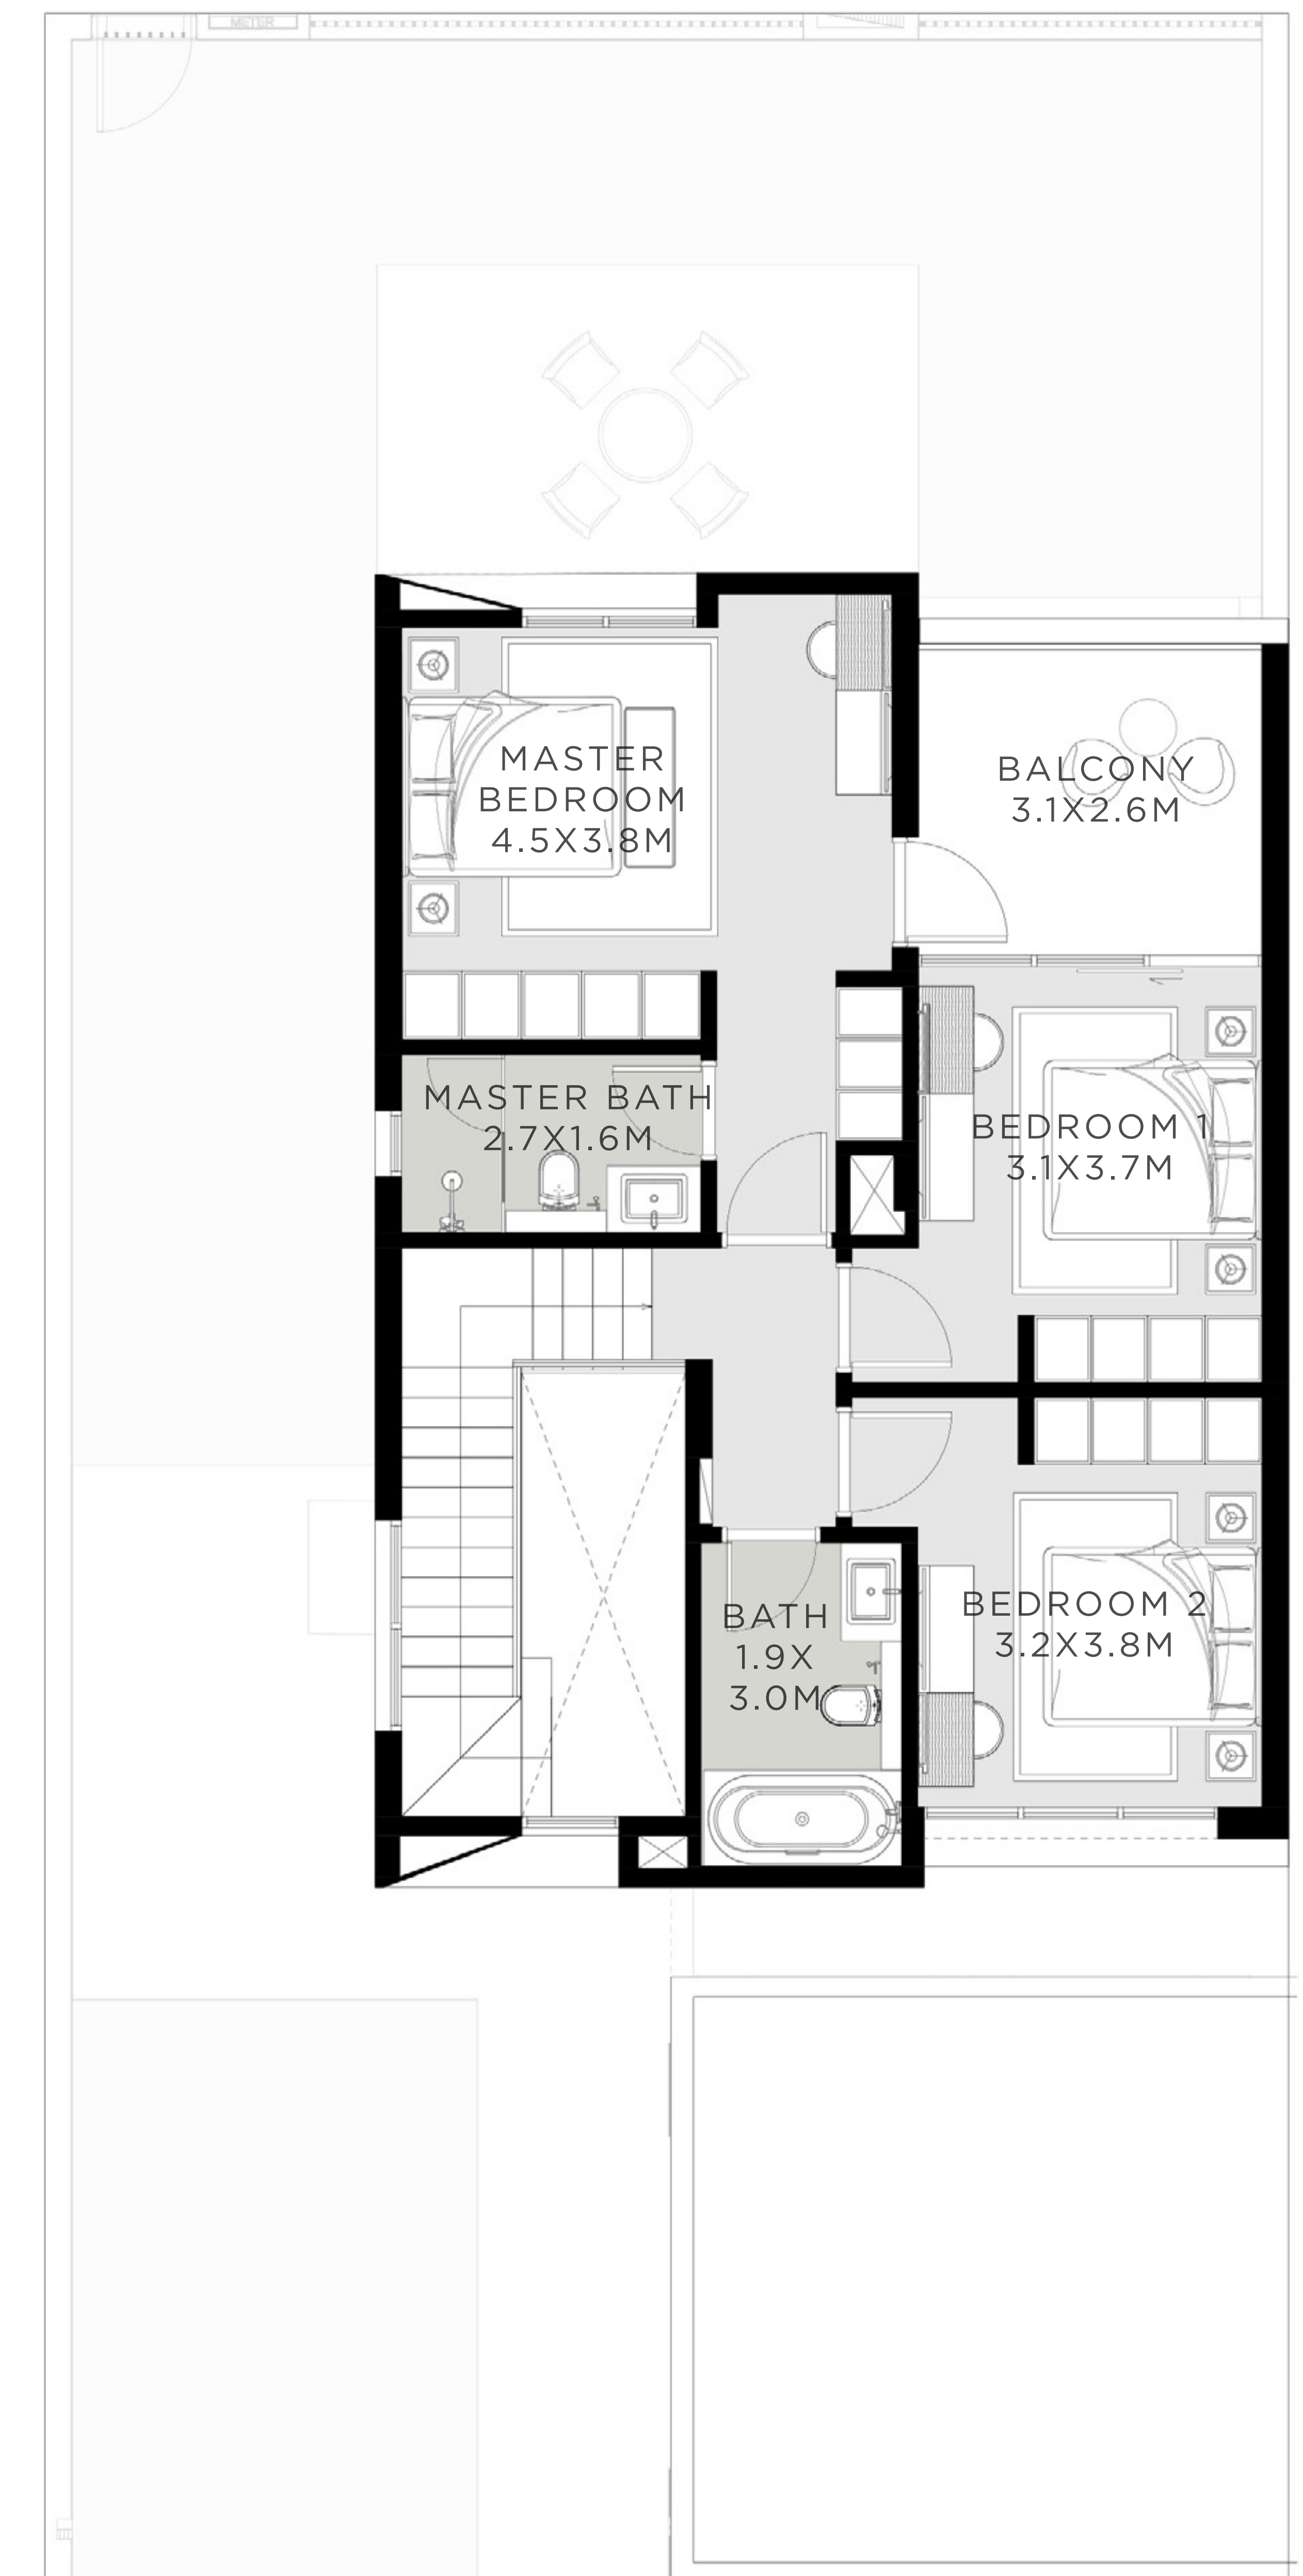 METER
MASTER
BEDROOM
4.5X3.8M
BALCONY
3.1X2.6M
MASTER BATH
2.7X1.6M
BEDROOM 1
3.1X3.7M
BATH
1.9X
3.0M
BEDROOM 2
3.2X3.8M